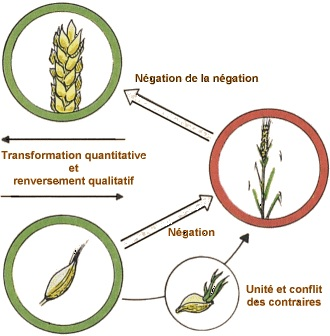 Négation de la négation
Transformation quantitative
et
renversement qualitatif
Négation
Unité et conflit
des contraires